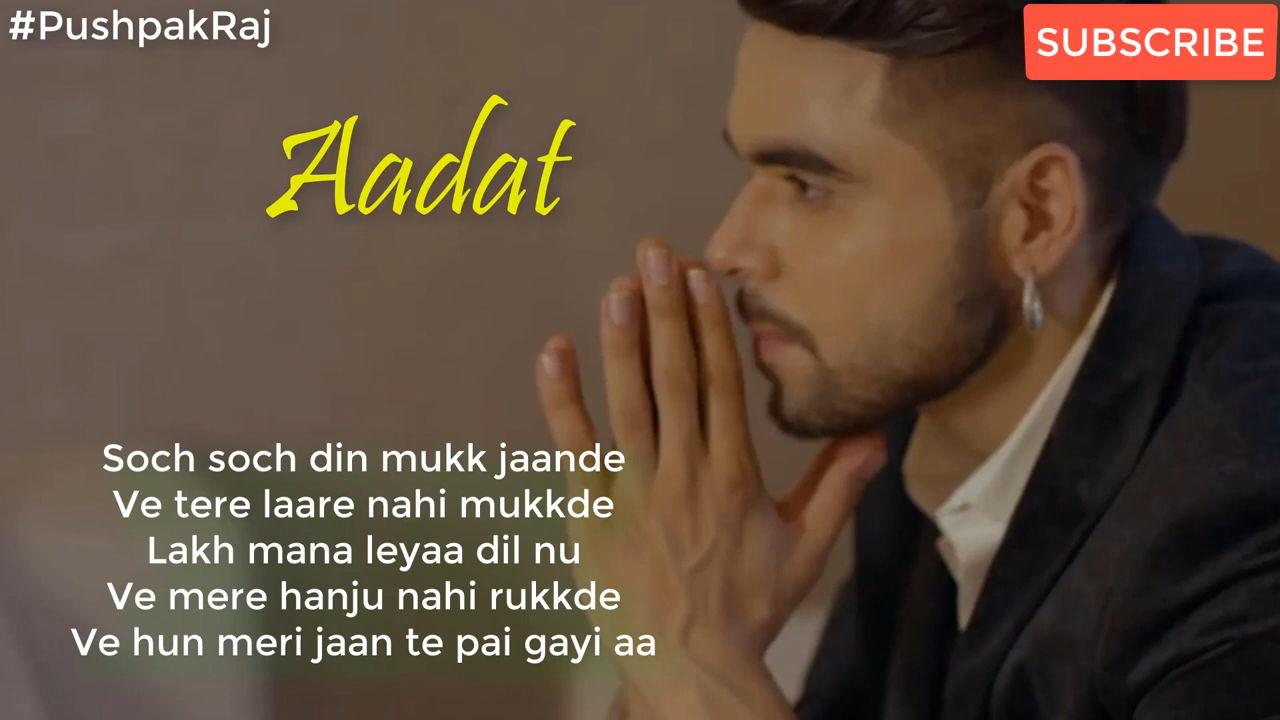 #PushpakRaj
SUBSCRIBE
Aadat
Soch soch din mukk jaande
Ve tere laare nahi mukkde
Lakh mana leyaa dil nu
Ve mere hanju nahi rukkde
Ve hun meri jaan te pai gayi aa